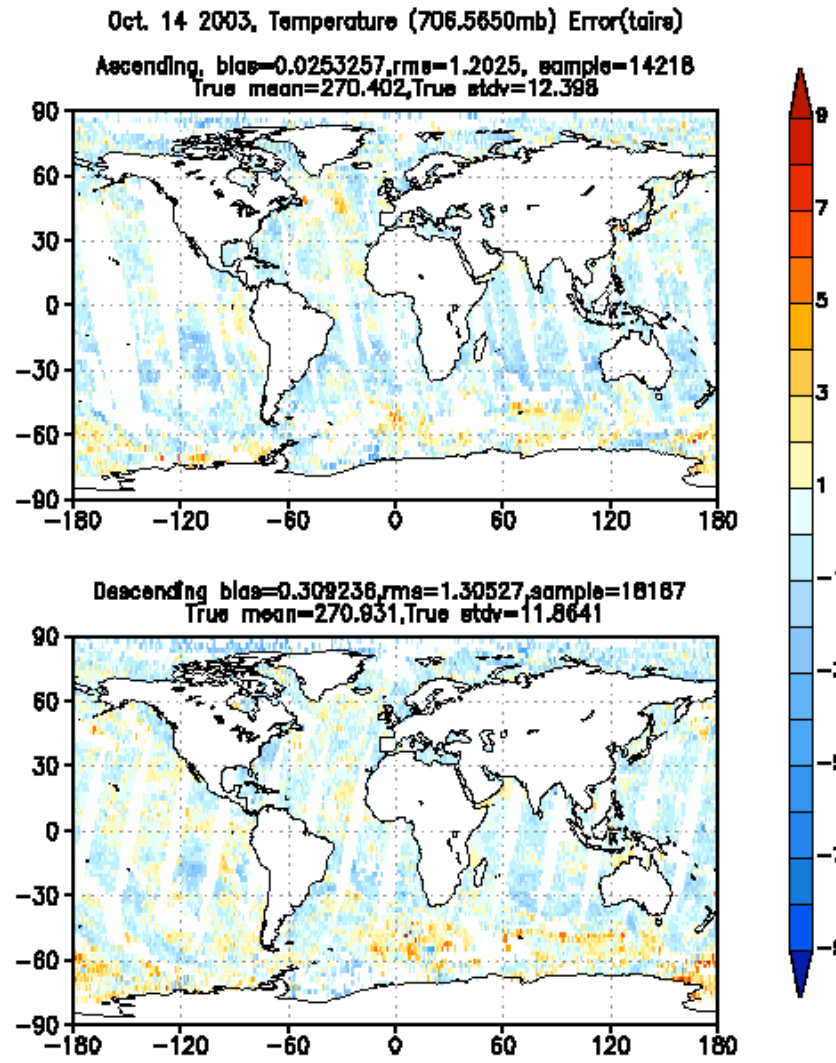 Oct. 14 2003, Temperature (706.5650mb) Error(tairs)
Ascending, bias=0.0253257,rms=1.2025, sample=14218
True mean=270.402,True stdv=12.398
90
60
30
0
-30
-60
-90
-180 -120 -60 0 60 120 180
Descending bias=0.309236,rms=1.30527,sample=16167
True mean=270.931,True stdv=11.8641
90
60
30
0
-30
-60
-90
-180 -120 -60 0 60 120 180
9
7
5
3
1